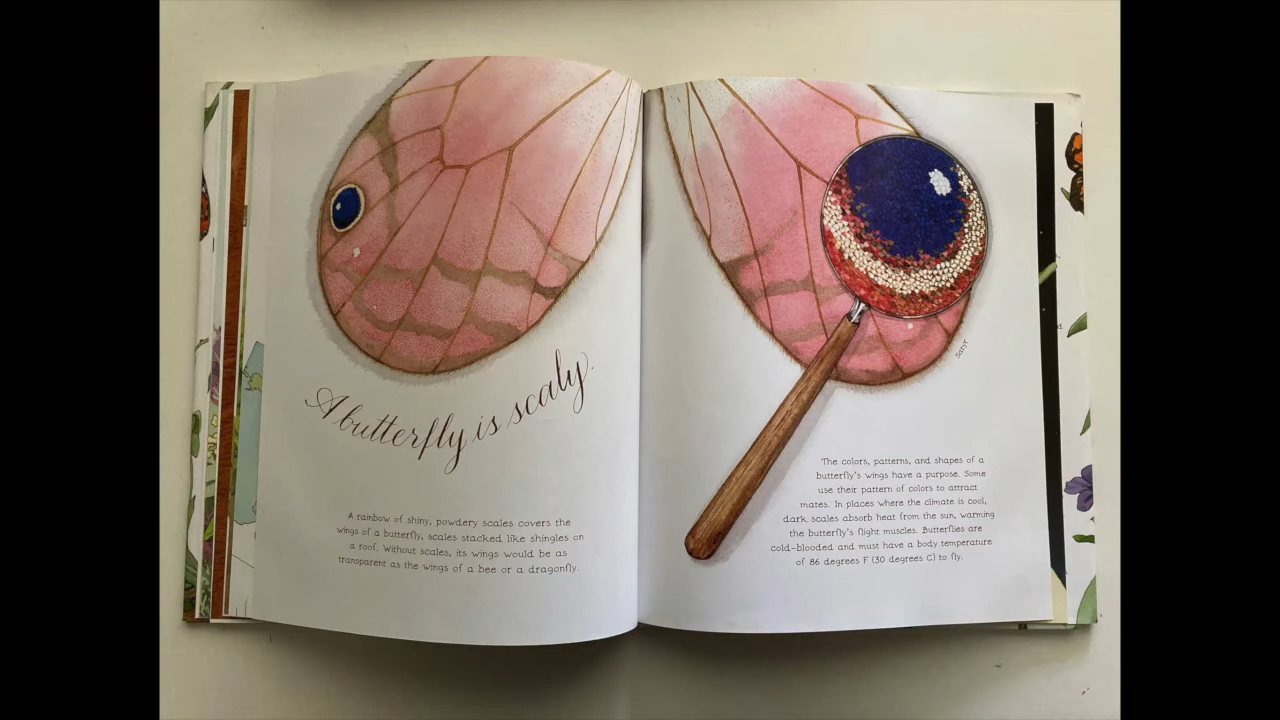 A butterfly is scaly.
A rainbow of shiny, powdery scales covers the
wings of a butterfly, scales stacked like shingles on
a roof. Without scales, its wings would be as
transparent as the wings of a bee or a dragonfly.
Satyr
The colors, patterns, and shapes of a
butterfly's wings have a purpose. Some
use their pattern of colors to attract
mates. In places where the climate is cool,
dark scales absorb heat from the sun, warming
the butterfly's flight muscles. Butterflies are
cold-blooded and must have a body temperature
of 86 degrees F (30 degrees C) to fly.